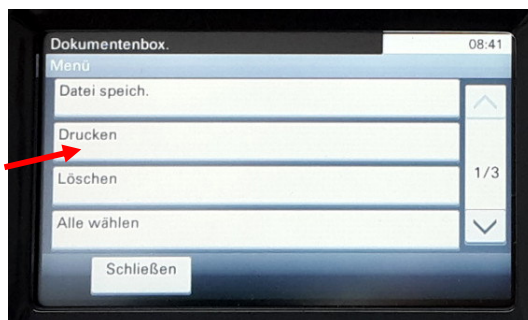 Dokumentenbox. 08:41
Menü
Datei speich.
Drucken
Löschen
1/3
Alle wählen
Schließen